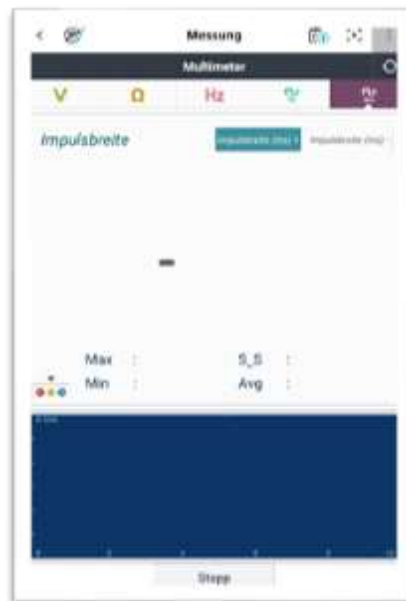 Messung
Multimeter
V Ω Hz
Impulsbreite Impulsbreite (ms) Impulsbreite (ms)
-
Max : S_S :
Min : Avg :
Stopp